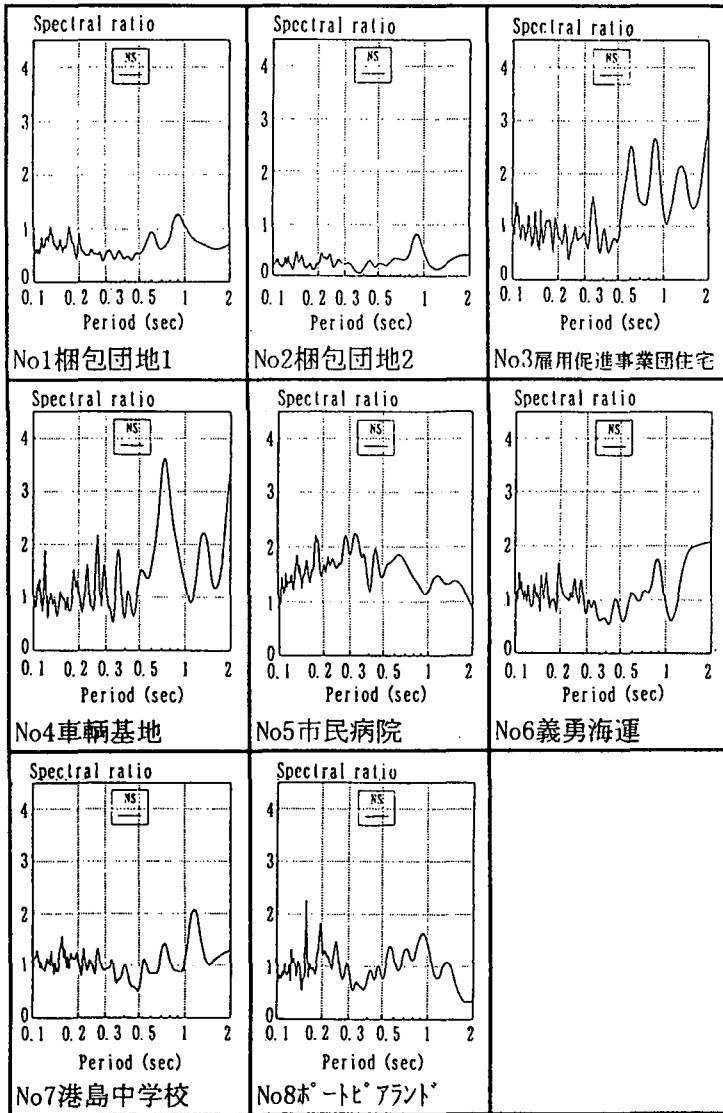 Spectral ratio
NS
4
3
2
1
0
0.1 0.2 0.3 0.5 1 2
Period (sec)
No1梱包団地1
Spectral ratio
NS
4
3
2
1
0
0.1 0.2 0.3 0.5 1 2
Period (sec)
No2梱包団地2
Spectral ratio
NS
4
3
2
1
0
0.1 0.2 0.3 0.5 1 2
Period (sec)
No3雇用促進事業団住宅
Spectral ratio
NS
4
3
2
1
0
0.1 0.2 0.3 0.5 1 2
Period (sec)
No4車輌基地
Spectral ratio
NS
4
3
2
1
0
0.1 0.2 0.3 0.5 1 2
Period (sec)
No5市民病院
Spectral ratio
NS
4
3
2
1
0
0.1 0.2 0.3 0.5 1 2
Period (sec)
No6義勇海運
Spectral ratio
NS
4
3
2
1
0
0.1 0.2 0.3 0.5 1 2
Period (sec)
No7港島中学校
Spectral ratio
NS
4
3
2
1
0
0.1 0.2 0.3 0.5 1 2
Period (sec)
No8ポートピアランド